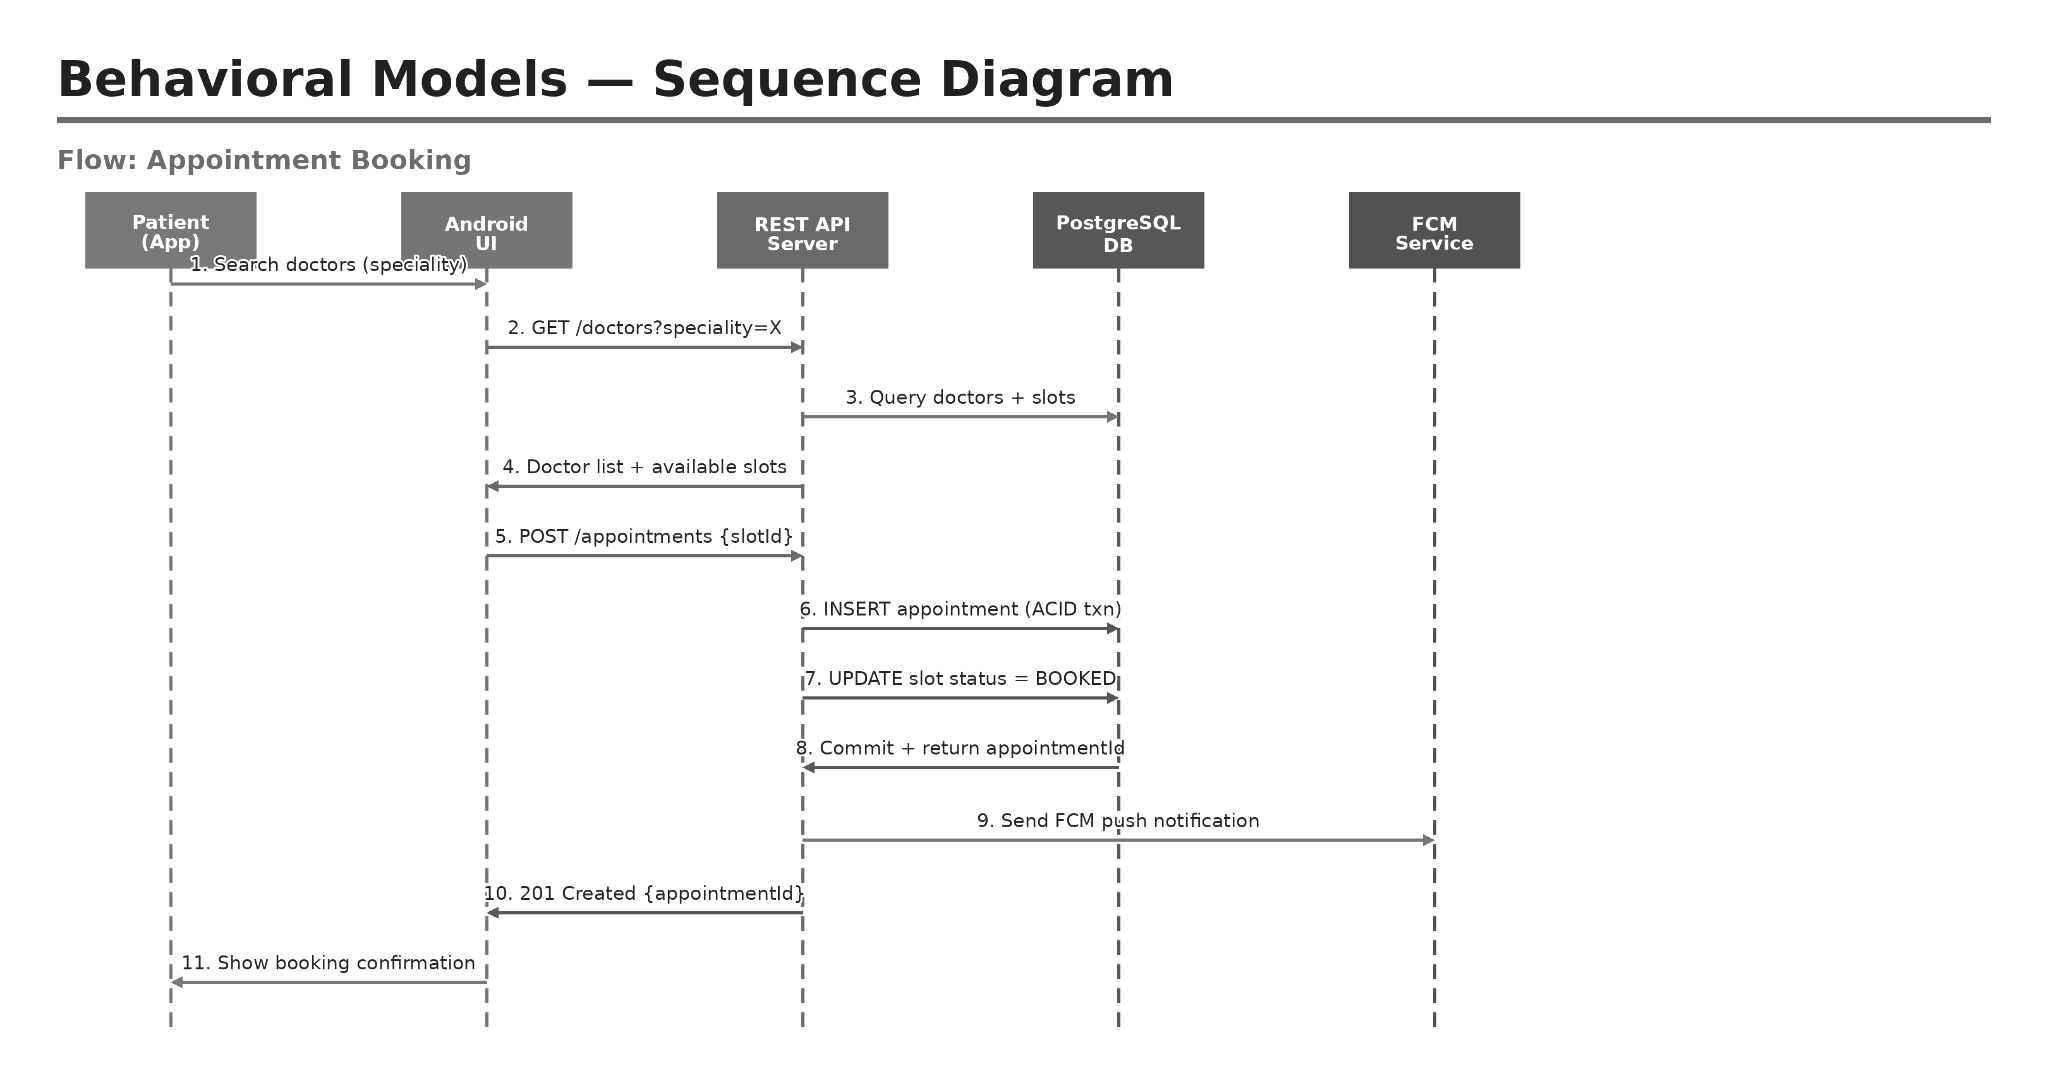 Behavioral Models — Sequence Diagram
Flow: Appointment Booking
Patient
(App)
Android
UI
REST API
Server
PostgreSQL
DB
FCM
Service
1. Search doctors (speciality)
2. GET /doctors?speciality=X
3. Query doctors + slots
4. Doctor list + available slots
5. POST /appointments {slotId}
6. INSERT appointment (ACID txn)
7. UPDATE slot status = BOOKED
8. Commit + return appointmentId
9. Send FCM push notification
10. 201 Created {appointmentId}
11. Show booking confirmation